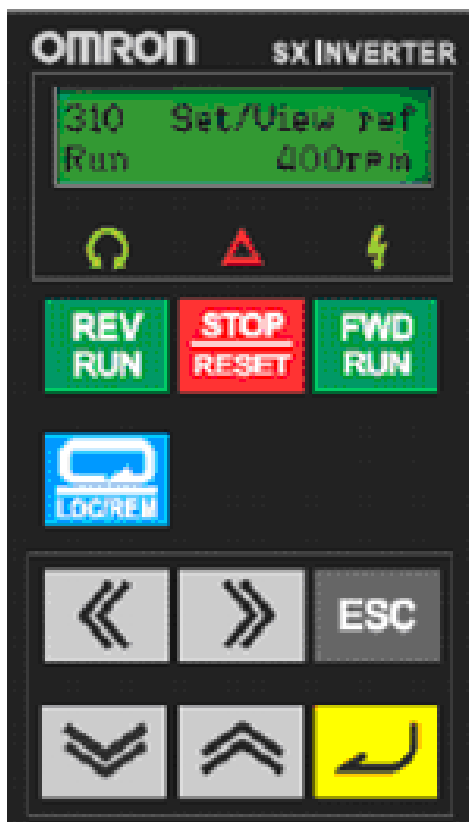 OMRON SX INVERTER
310 Set/View ref
Run 400rpm
REV RUN
STOP RESET
FWD RUN
LOC/REM
ESC